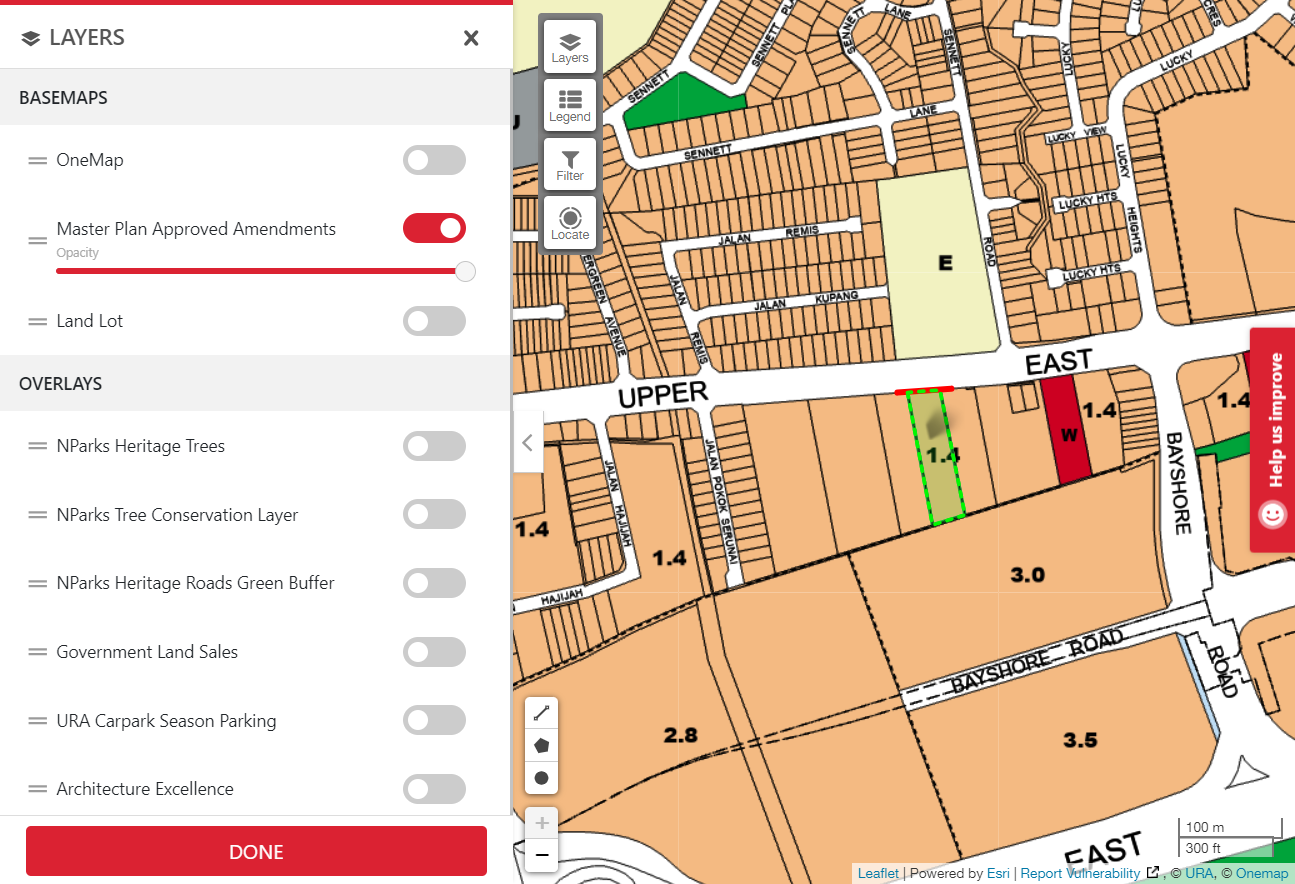 LAYERS
BASEMAPS
OneMap
Master Plan Approved Amendments
Opacity
Land Lot
OVERLAYS
NParks Heritage Trees
NParks Tree Conservation Layer
NParks Heritage Roads Green Buffer
Government Land Sales
URA Carpark Season Parking
Architecture Excellence
DONE
Layers
Legend
Filter
Locate
SENNETT
SENNETT
SENNETT
LANE
SENNETT
LUCKY
LUCKY
LANE
SENNETT
LUCKY VIEW
LUCKY
LUCKY HTS
HEIGHTS
JALAN REMIS
ROAD
E
LUCKY HTS
AVENUE
JALAN
JALAN KUPANG
REMIS
UPPER
EAST
1.4
W
1.4
1.4
BAYSHORE
JALAN HAJIJAH
JALAN POKOK SERUNAI
1.4
1.4
HAJIJAH
3.0
BAYSHORE ROAD
ROAD
2.8
3.5
EAST
Help us improve
100 m
300 ft
Leaflet | Powered by Esri | Report Vulnerability , © URA, © Onemap